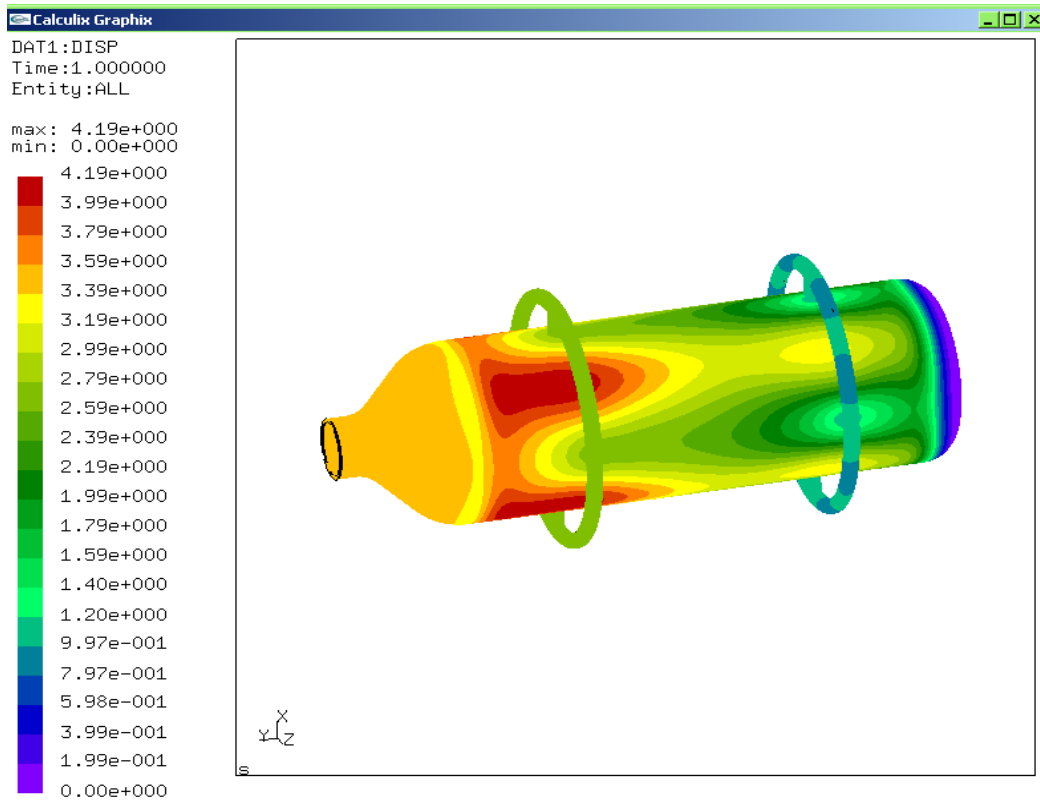 Calculix Graphix
DAT1:DISP
Time:1.000000
Entity:ALL
max: 4.19e+000
min: 0.00e+000
4.19e+000
3.99e+000
3.79e+000
3.59e+000
3.39e+000
3.19e+000
2.99e+000
2.79e+000
2.59e+000
2.39e+000
2.19e+000
1.99e+000
1.79e+000
1.59e+000
1.40e+000
1.20e+000
9.97e-001
7.97e-001
5.98e-001
3.99e-001
1.99e-001
0.00e+000
X
Y
Z
s